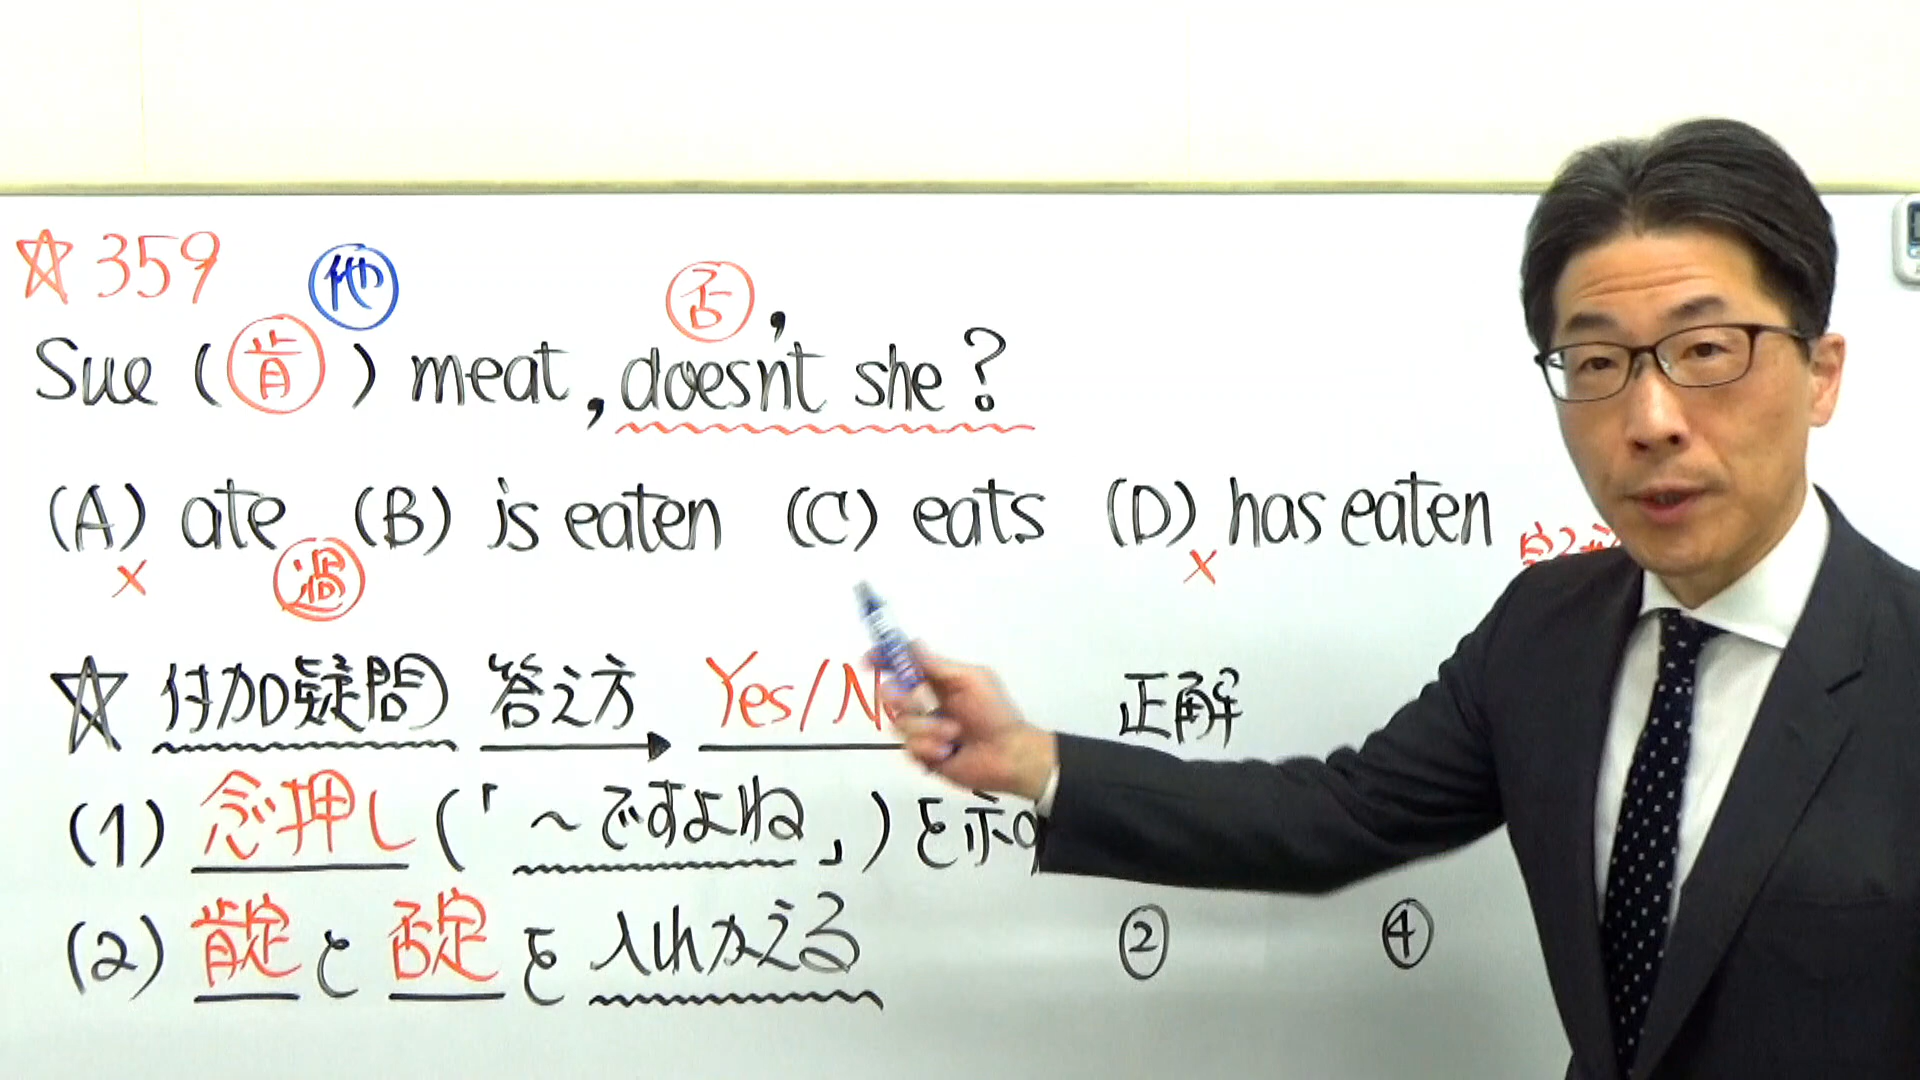 ☆ 359
他 否
Sue ( 肯 ) meat, doesn't she?
(A) ate (B) is eaten (C) eats (D) has eaten
× 過 ×
☆ 付加疑問 答え方 Yes/N 正解
(1) 念押し (「~ですよね」) を示す
(2) 肯定 と 否定 を 入れかえる ② ④